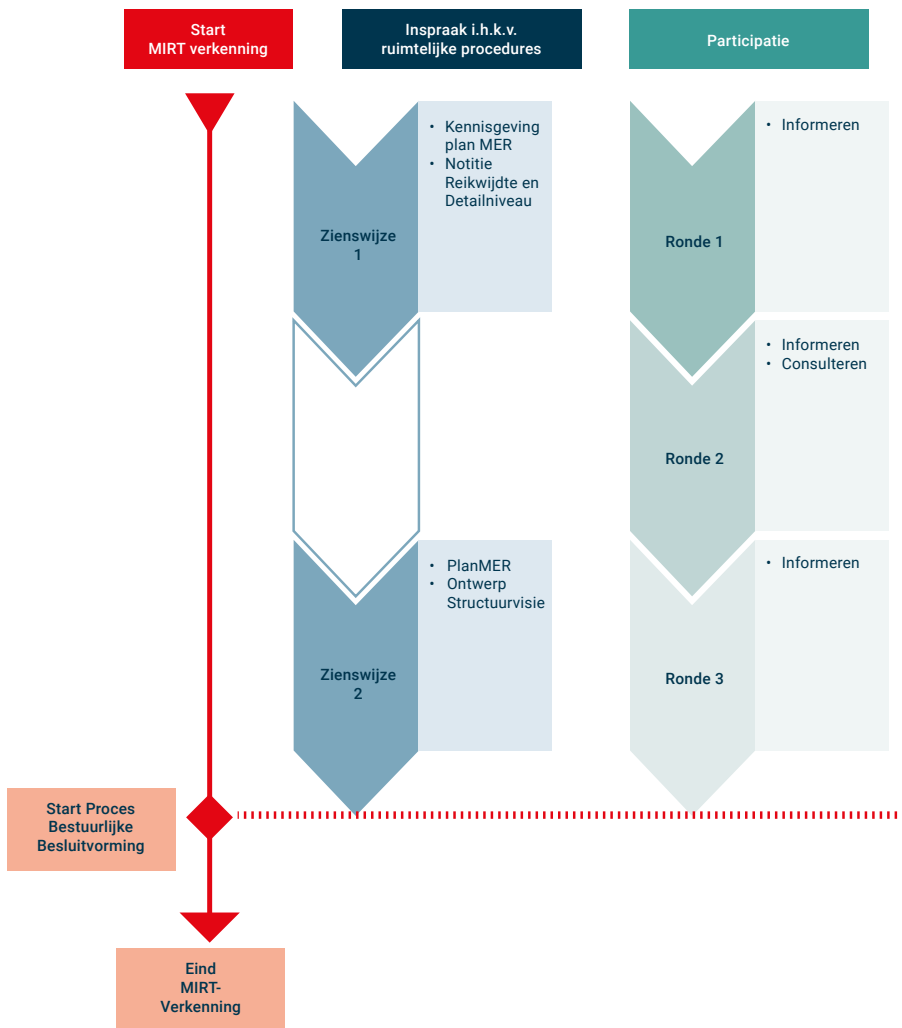 Start
MIRT verkenning
Inspraak i.h.k.v.
ruimtelijke procedures
Participatie
Zienswijze
1
• Kennisgeving
plan MER
• Notitie
Reikwijdte en
Detailniveau
Ronde 1
• Informeren
Ronde 2
• Informeren
• Consulteren
Zienswijze
2
• PlanMER
• Ontwerp
Structuurvisie
Ronde 3
• Informeren
Start Proces
Bestuurlijke
Besluitvorming
Eind
MIRT-
Verkenning